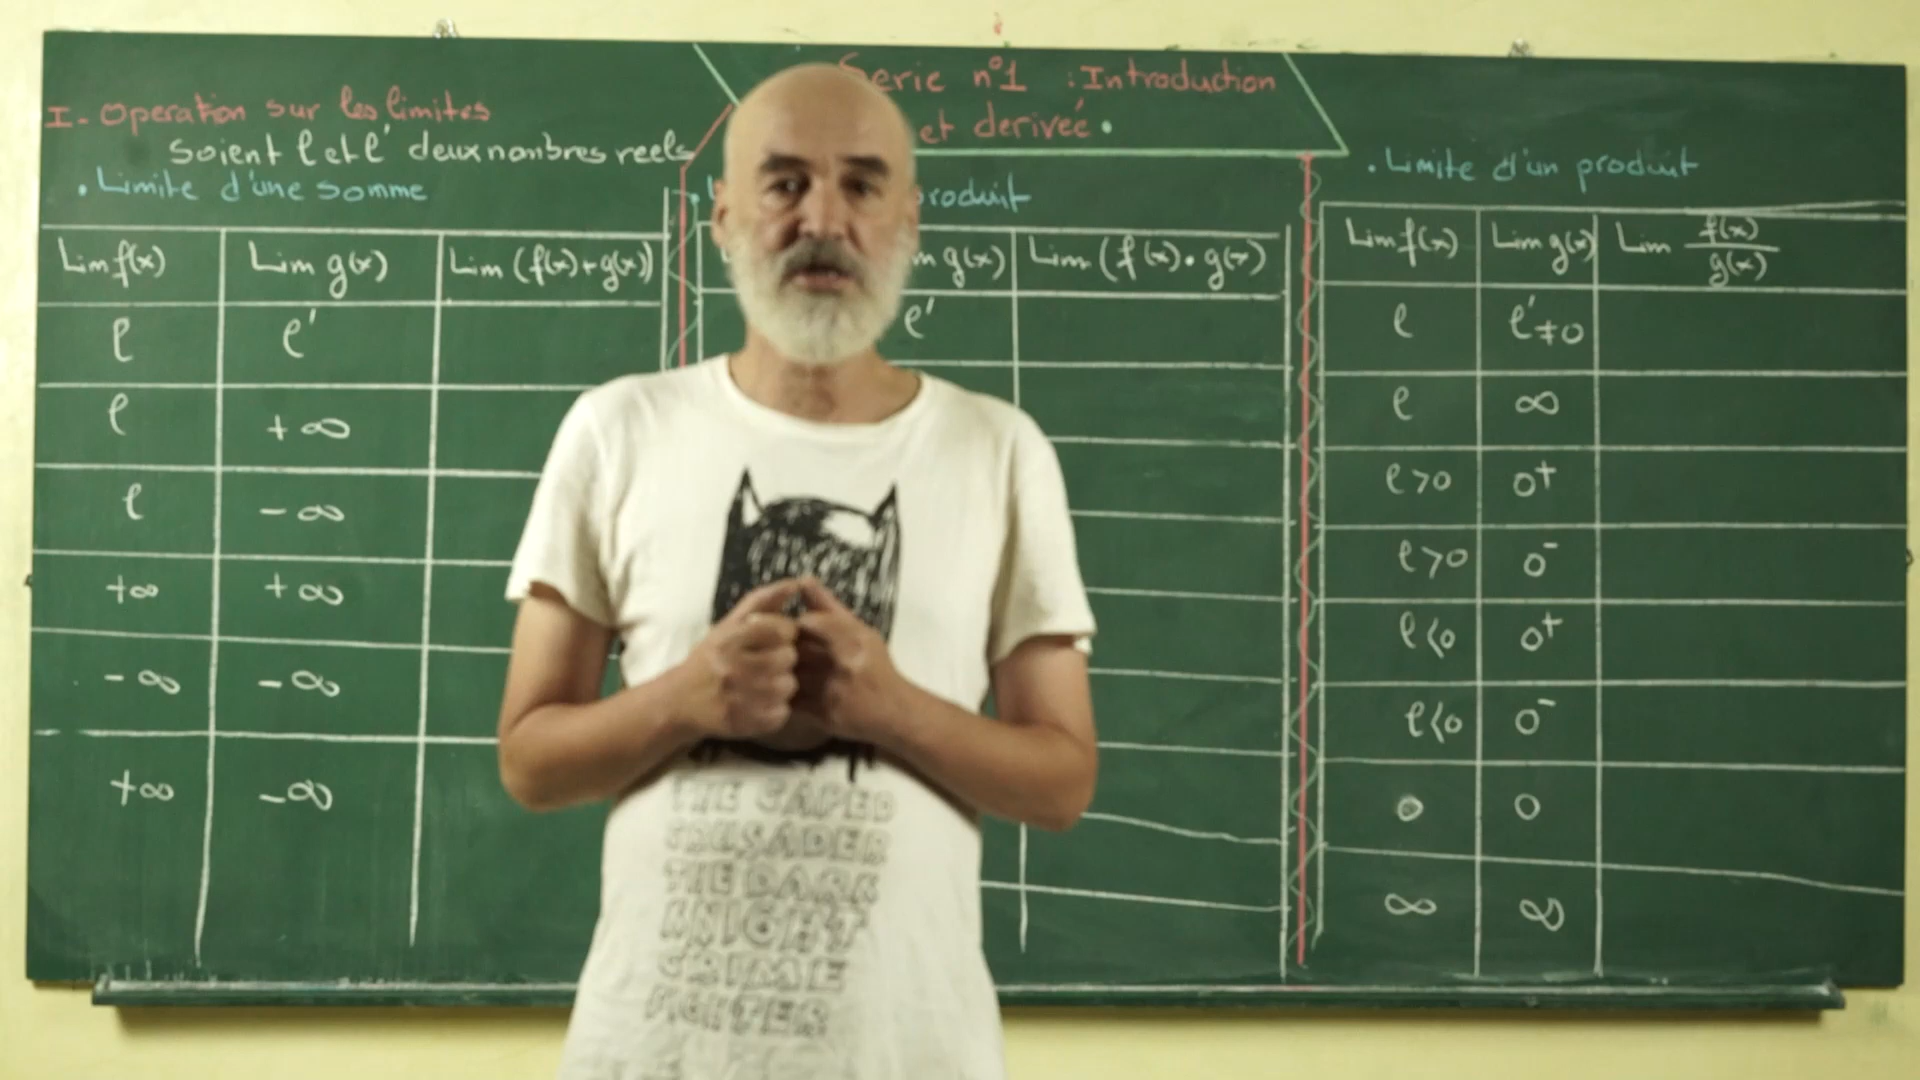 Serie n°1 : Introduction
et derivée.
I- Operation sur les limites
Soient l et l' deux nombres reels
. Limite d'une somme
Lim f(x) Lim g(x) Lim (f(x)+g(x))
l l'
l +∞
l -∞
+∞ +∞
-∞ -∞
+∞ -∞
produit
g(x) Lim (f(x)·g(x))
l'
. Limite d'un produit
Lim f(x) Lim g(x) Lim f(x)/g(x)
l l'≠0
l ∞
l>0 0+
l>0 0-
l<0 0+
l<0 0-
0 0
∞ ∞
THE CAPED
CRUSADER
THE DARK
KNIGHT
CRIME
FIGHTER